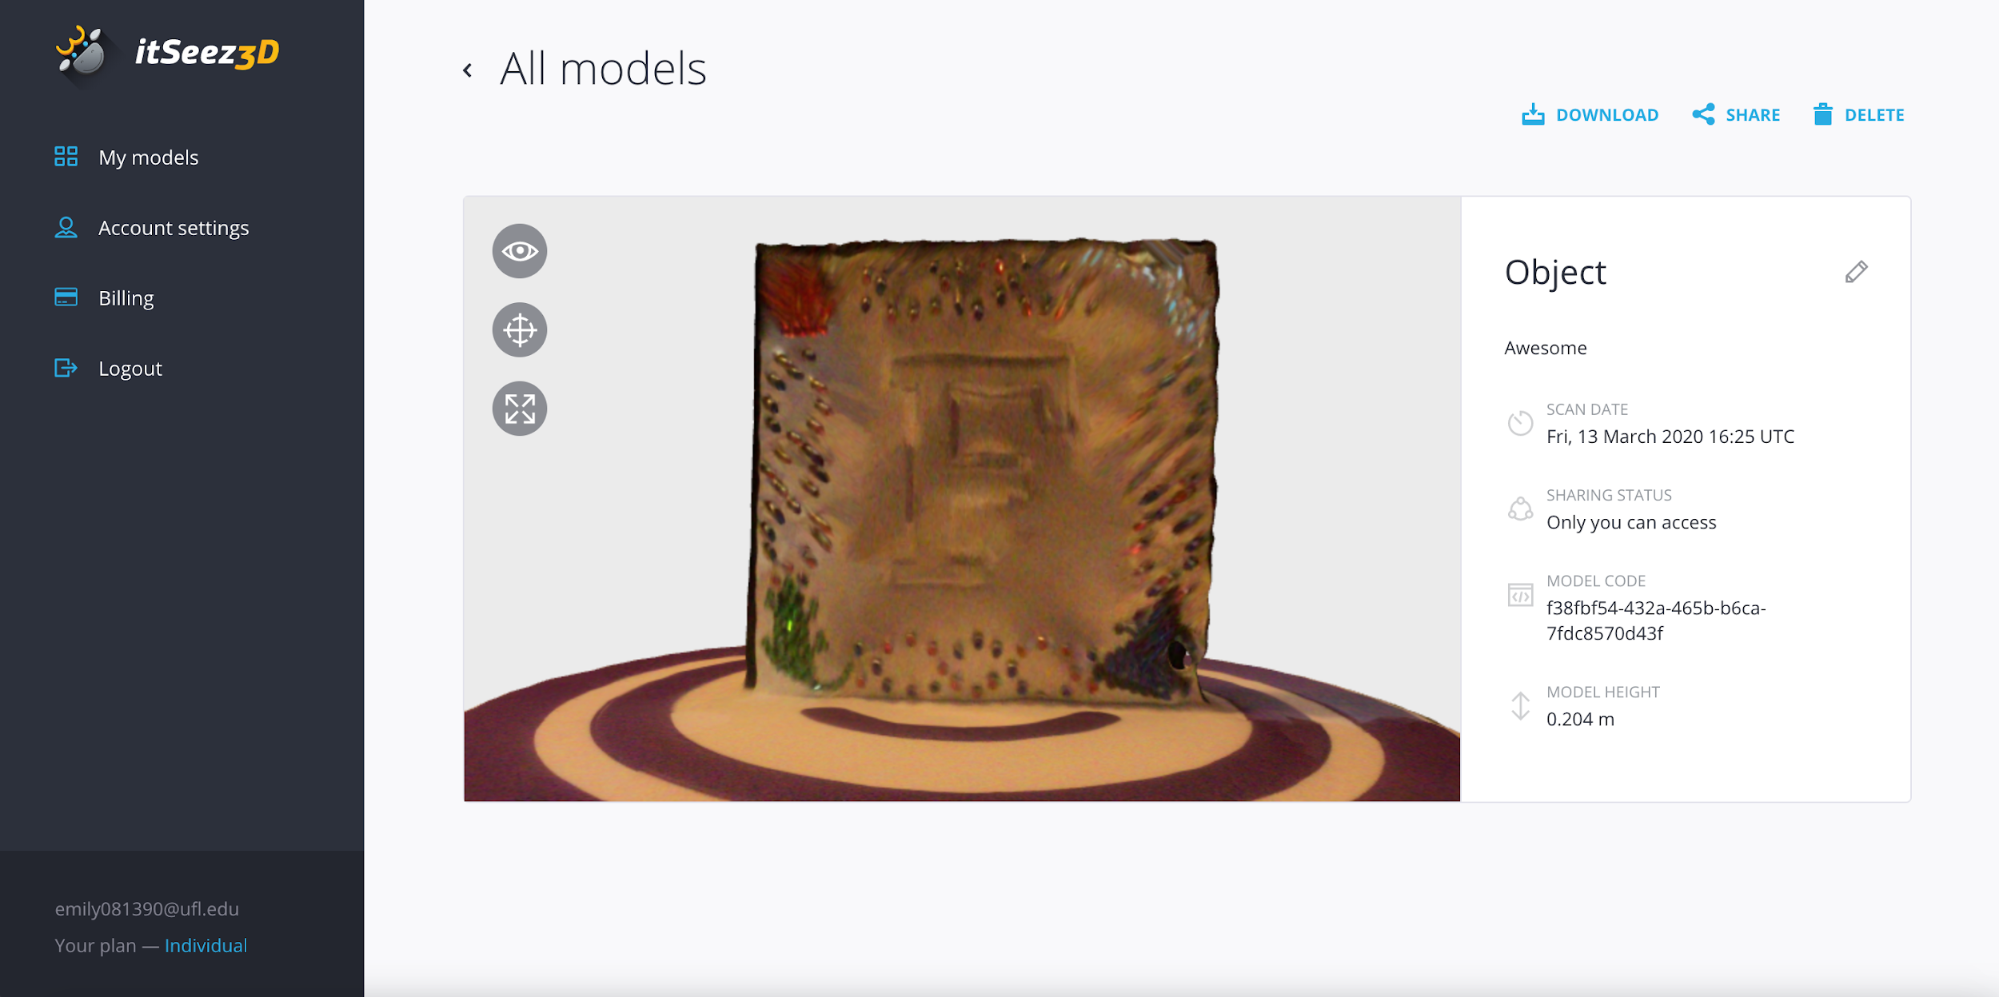 itSeez3D
My models
Account settings
Billing
Logout
emily081390@ufl.edu
Your plan — Individual
All models
DOWNLOAD
SHARE
DELETE
Object
Awesome
SCAN DATE
Fri, 13 March 2020 16:25 UTC
SHARING STATUS
Only you can access
MODEL CODE
f38fbf54-432a-465b-b6ca-
7fdc8570d43f
MODEL HEIGHT
0.204 m